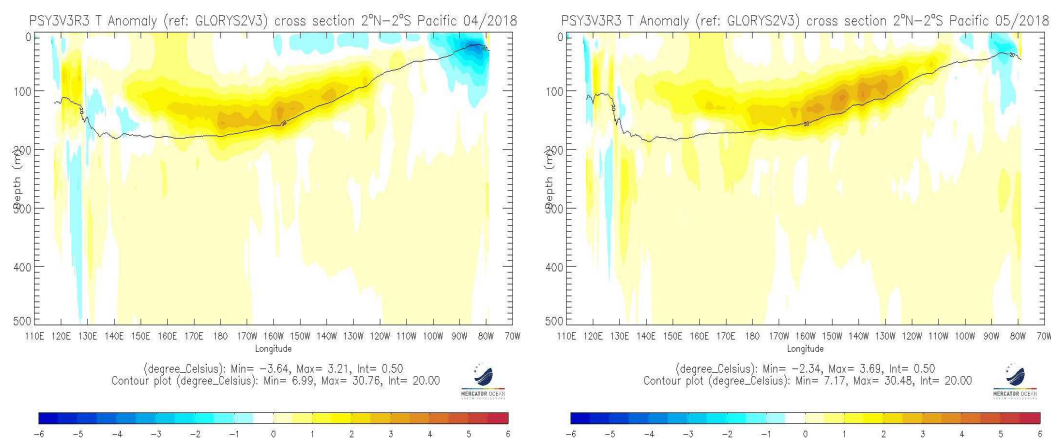 PSY3V3R3 T Anomaly (ref: GLORYS2V3) cross section 2°N-2°S Pacific 04/2018
0
100
200
300
400
500
Depth (m)
110E 120E 130E 140E 150E 160E 170E 180E 170W 160W 150W 140W 130W 120W 110W 100W 90W 80W 70W
Longitude
(degree_Celsius): Min= -3.64, Max= 3.21, Int= 0.50
Contour plot (degree_Celsius): Min= 6.99, Max= 30.76, Int= 20.00
MERCATOR OCEAN
-6 -5 -4 -3 -2 -1 0 1 2 3 4 5 6
PSY3V3R3 T Anomaly (ref: GLORYS2V3) cross section 2°N-2°S Pacific 05/2018
0
100
200
300
400
500
Depth (m)
20
110E 120E 130E 140E 150E 160E 170E 180E 170W 160W 150W 140W 130W 120W 110W 100W 90W 80W 70W
Longitude
(degree_Celsius): Min= -2.34, Max= 3.69, Int= 0.50
Contour plot (degree_Celsius): Min= 7.17, Max= 30.48, Int= 20.00
MERCATOR OCEAN
-6 -5 -4 -3 -2 -1 0 1 2 3 4 5 6